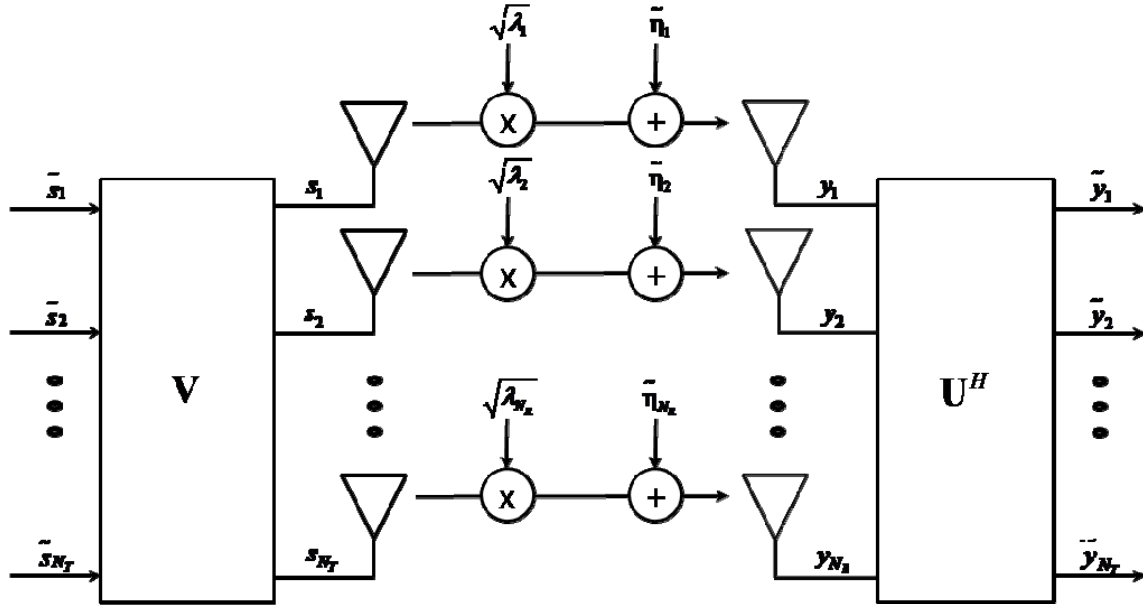 √λ₁ η̃₁
s̃₁ s₁ √λ₂ η̃₂ y₁ ỹ₁
x +
s̃₂ s₂ x + y₂ ỹ₂
V √λ_{N_R} η̃_{N_R} U^H
x +
s̃_{N_T} s_{N_T} y_{N_R} ỹ_{N_T}